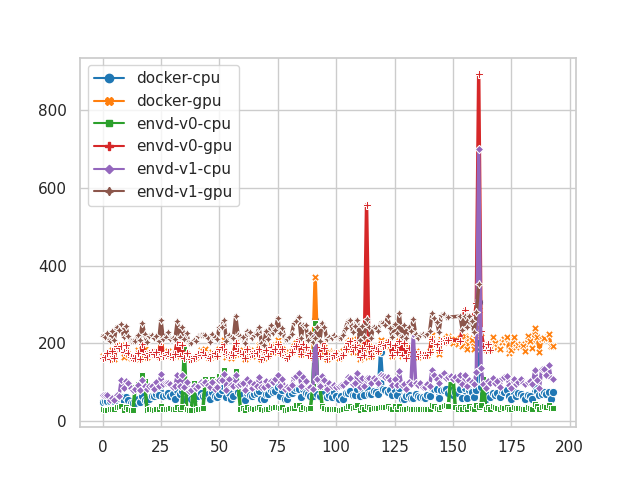 docker-cpu
docker-gpu
envd-v0-cpu
envd-v0-gpu
envd-v1-cpu
envd-v1-gpu
800
600
400
200
0
0 25 50 75 100 125 150 175 200